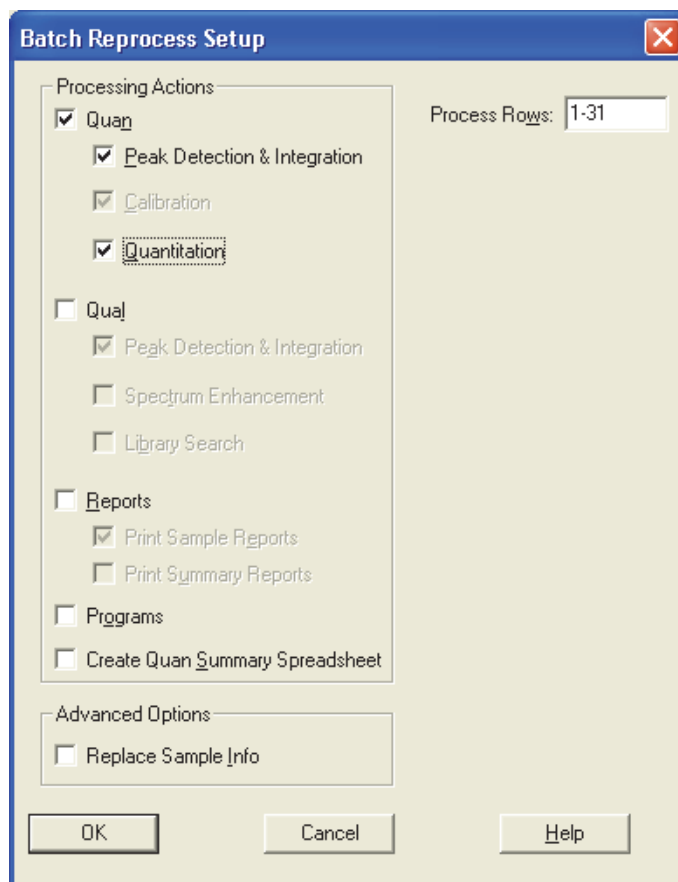 Batch Reprocess Setup
Processing Actions
Quan
Peak Detection & Integration
Calibration
Quantitation
Qual
Peak Detection & Integration
Spectrum Enhancement
Library Search
Reports
Print Sample Reports
Print Summary Reports
Programs
Create Quan Summary Spreadsheet
Process Rows: 1-31
Advanced Options
Replace Sample Info
OK Cancel Help